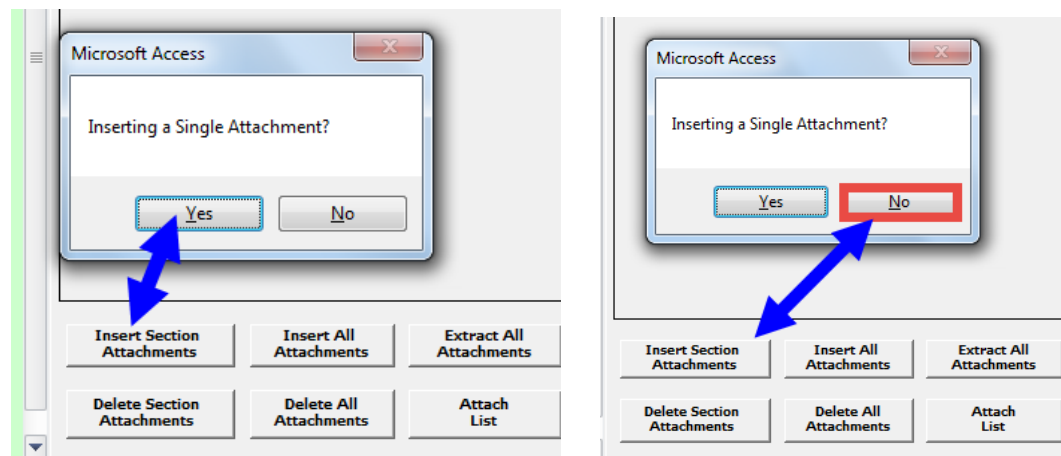 Microsoft Access
Inserting a Single Attachment?
Yes
No
Insert Section
Attachments
Insert All
Attachments
Extract All
Attachments
Delete Section
Attachments
Delete All
Attachments
Attach
List
Microsoft Access
Inserting a Single Attachment?
Yes
No
Insert Section
Attachments
Insert All
Attachments
Extract All
Attachments
Delete Section
Attachments
Delete All
Attachments
Attach
List